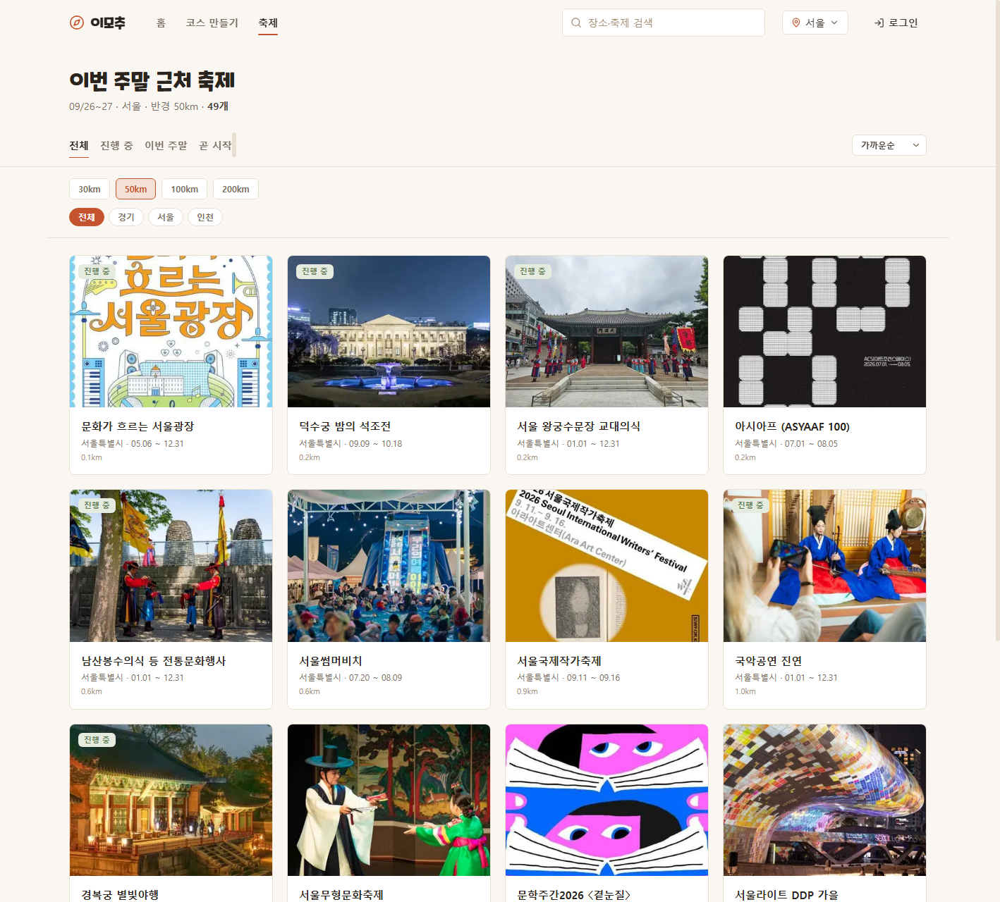 이모추
홈
코스 만들기
축제
장소·축제 검색
서울
로그인
이번 주말 근처 축제
09/26~27 · 서울 · 반경 50km · 49개
전체
진행 중
이번 주말
곧 시작
가까운순
30km
50km
100km
200km
전체
경기
서울
인천
진행 중
흐르는
서울광장
문화가 흐르는 서울광장
서울특별시 · 05.06 ~ 12.31
0.1km
진행 중
덕수궁 밤의 석조전
서울특별시 · 09.09 ~ 10.18
0.2km
진행 중
서울 왕궁수문장 교대의식
서울특별시 · 01.01 ~ 12.31
0.2km
ACS(아트조선스페이스)
2026.07.01. ─ 08.05.
아시아프 (ASYAAF 100)
서울특별시 · 07.01 ~ 08.05
0.2km
진행 중
남산봉수의식 등 전통문화행사
서울특별시 · 01.01 ~ 12.31
0.6km
서울썸머비치
서울특별시 · 07.20 ~ 08.09
0.6km
26 서울국제작가축제
2026 Seoul International Writers' Festival
9. 11. – 9. 16.
아라아트센터(Ara Art Center)
서울국제작가축제
서울특별시 · 09.11 ~ 09.16
0.9km
진행 중
국악공연 진연
서울특별시 · 01.01 ~ 12.31
1.0km
진행 중
경복궁 별빛야행
서울무형문화축제
문학주간2026 〈곁눈질〉
서울라이트 DDP 가을